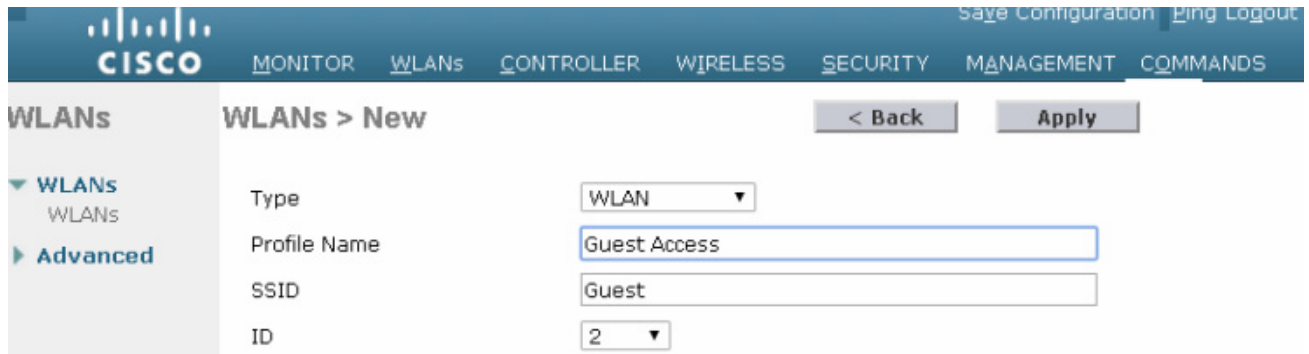 Save Configuration Ping Logout
CISCO MONITOR WLANs CONTROLLER WIRELESS SECURITY MANAGEMENT COMMANDS
WLANs
WLANs > New
< Back
Apply
WLANs
WLANs
Advanced
Type WLAN
Profile Name Guest Access
SSID Guest
ID 2